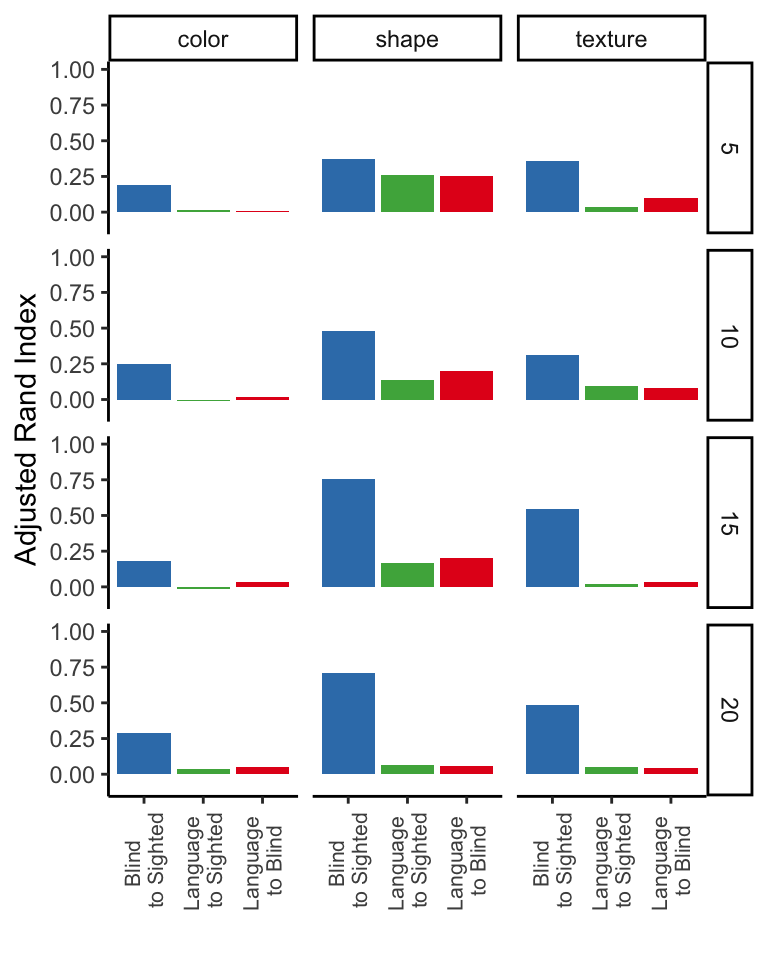 color shape texture
1.00
0.75
0.50
0.25
0.00
5
1.00
0.75
0.50
0.25
0.00
10
1.00
0.75
0.50
0.25
0.00
15
1.00
0.75
0.50
0.25
0.00
20
Adjusted Rand Index
Blind
to Sighted
Language
to Sighted
Language
to Blind
Blind
to Sighted
Language
to Sighted
Language
to Blind
Blind
to Sighted
Language
to Sighted
Language
to Blind